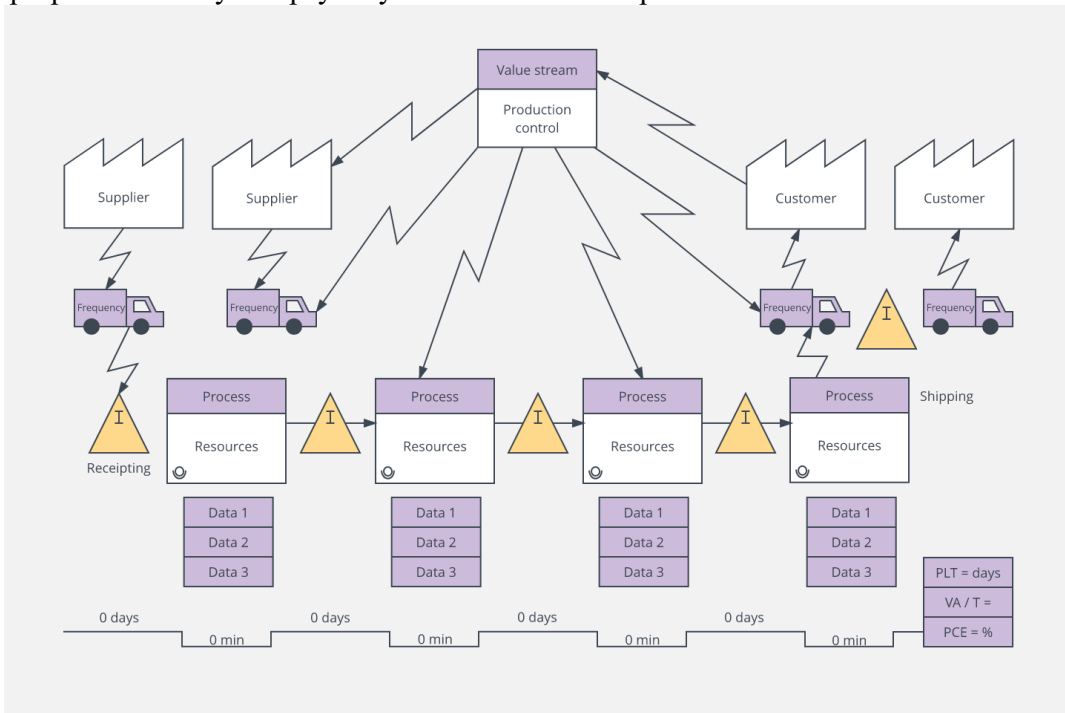 Value stream
Production
control
Supplier
Supplier
Customer
Customer
Frequency
Frequency
Frequency
Frequency
I
I
I
I
I
Process
Process
Process
Process
Shipping
Resources
Resources
Resources
Resources
Receipting
Data 1
Data 1
Data 1
Data 1
Data 2
Data 2
Data 2
Data 2
Data 3
Data 3
Data 3
Data 3
PLT = days
VA / T =
PCE = %
0 days
0 days
0 days
0 days
0 min
0 min
0 min
0 min